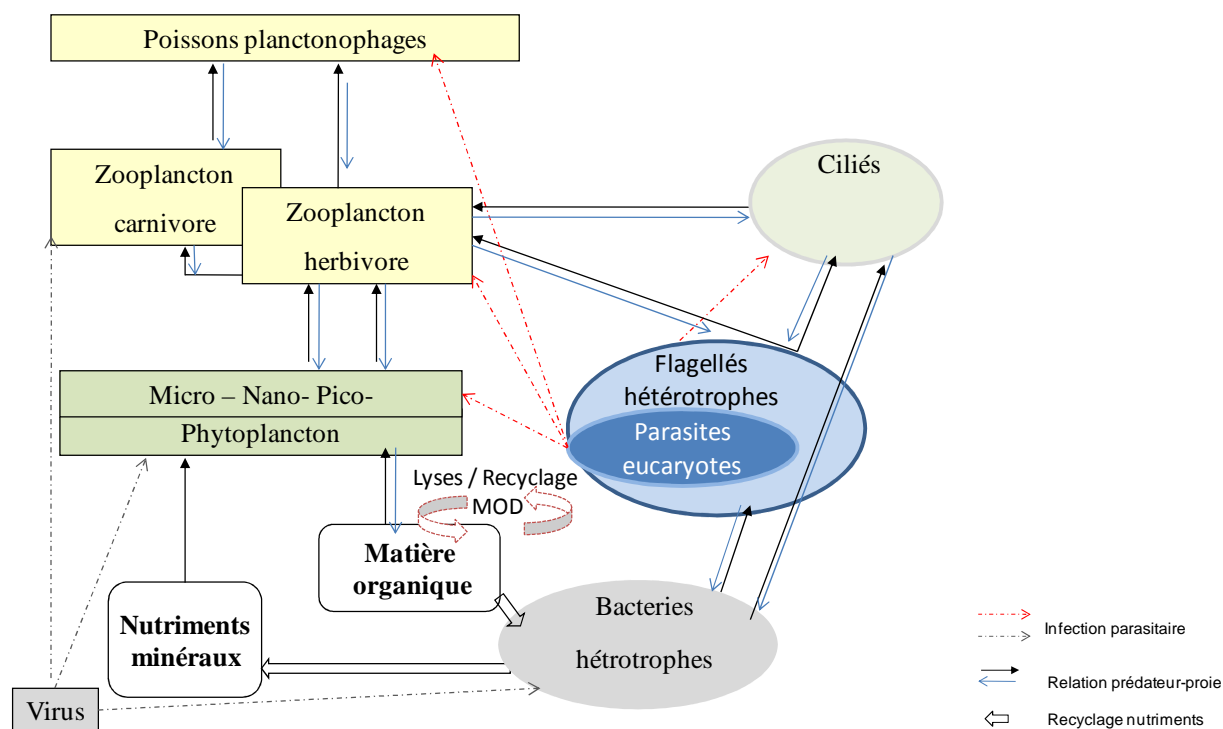 Poissons planctonophages
Zooplancton
carnivore
Zooplancton
herbivore
Ciliés
Micro – Nano- Pico-
Phytoplancton
Flagellés
hétérotrophes
Parasites
eucaryotes
Lyses / Recyclage
MOD
Matière
organique
Nutriments
minéraux
Bacteries
hétrotrophes
Virus
Infection parasitaire
Relation prédateur-proie
Recyclage nutriments